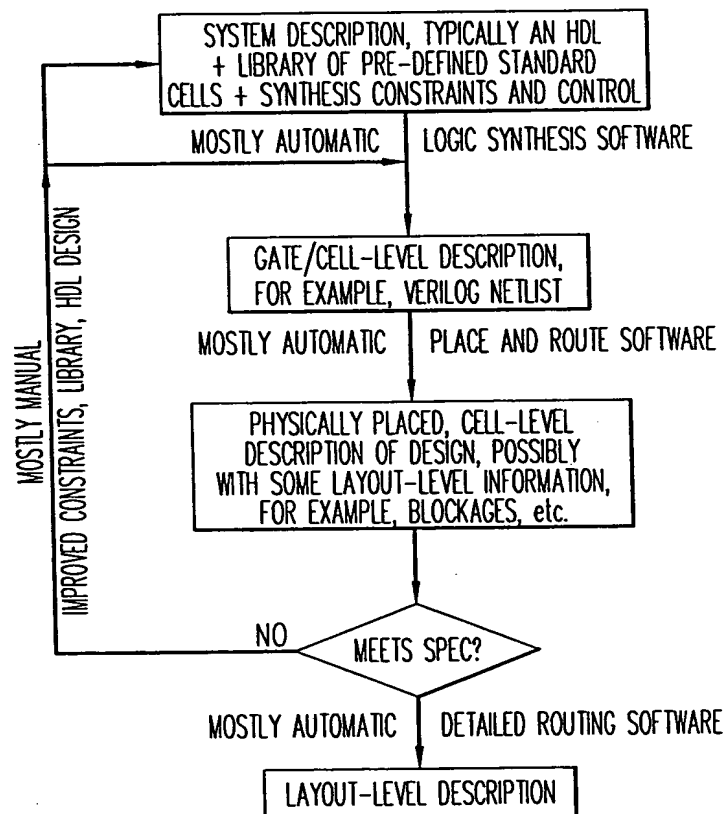 SYSTEM DESCRIPTION, TYPICALLY AN HDL
+ LIBRARY OF PRE-DEFINED STANDARD
CELLS + SYNTHESIS CONSTRAINTS AND CONTROL
MOSTLY AUTOMATIC
LOGIC SYNTHESIS SOFTWARE
GATE/CELL-LEVEL DESCRIPTION,
FOR EXAMPLE, VERILOG NETLIST
MOSTLY AUTOMATIC
PLACE AND ROUTE SOFTWARE
PHYSICALLY PLACED, CELL-LEVEL
DESCRIPTION OF DESIGN, POSSIBLY
WITH SOME LAYOUT-LEVEL INFORMATION,
FOR EXAMPLE, BLOCKAGES, etc.
MOSTLY MANUAL
IMPROVED CONSTRAINTS, LIBRARY, HDL DESIGN
NO
MEETS SPEC?
MOSTLY AUTOMATIC
DETAILED ROUTING SOFTWARE
LAYOUT-LEVEL DESCRIPTION